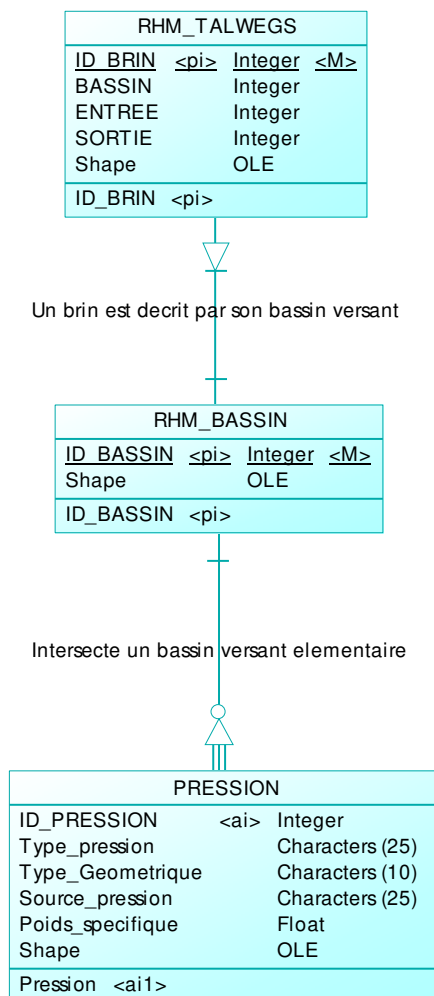 RHM_TALWEGS
ID_BRIN <pi> Integer <M>
BASSIN Integer
ENTREE Integer
SORTIE Integer
Shape OLE
ID_BRIN <pi>
Un brin est decrit par son bassin versant
RHM_BASSIN
ID_BASSIN <pi> Integer <M>
Shape OLE
ID_BASSIN <pi>
Intersecte un bassin versant elementaire
PRESSION
ID_PRESSION <ai> Integer
Type_pression Characters (25)
Type_Geometrique Characters (10)
Source_pression Characters (25)
Poids_specifique Float
Shape OLE
Pression <ai1>